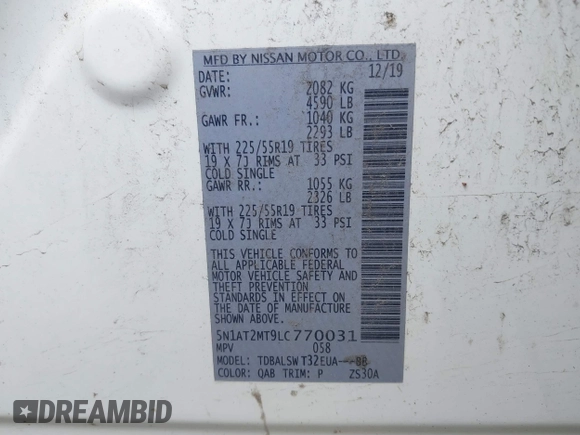 MFD BY NISSAN MOTOR CO., LTD.
DATE: 12/19
GVWR: 2082 KG
4590 LB
GAWR FR.: 1040 KG
2293 LB
WITH 225/55R19 TIRES
19 X 7J RIMS AT 33 PSI
COLD SINGLE
GAWR RR.: 1055 KG
2326 LB
WITH 225/55R19 TIRES
19 X 7J RIMS AT 33 PSI
COLD SINGLE
THIS VEHICLE CONFORMS TO
ALL APPLICABLE FEDERAL
MOTOR VEHICLE SAFETY AND
THEFT PREVENTION
STANDARDS IN EFFECT ON
THE DATE OF MANUFACTURE
SHOWN ABOVE.
5N1AT2MT9LC770031
MPV 058
MODEL: TDBALSWT32EUA---BB
COLOR: QAB TRIM: P ZS30A
DREAMBID